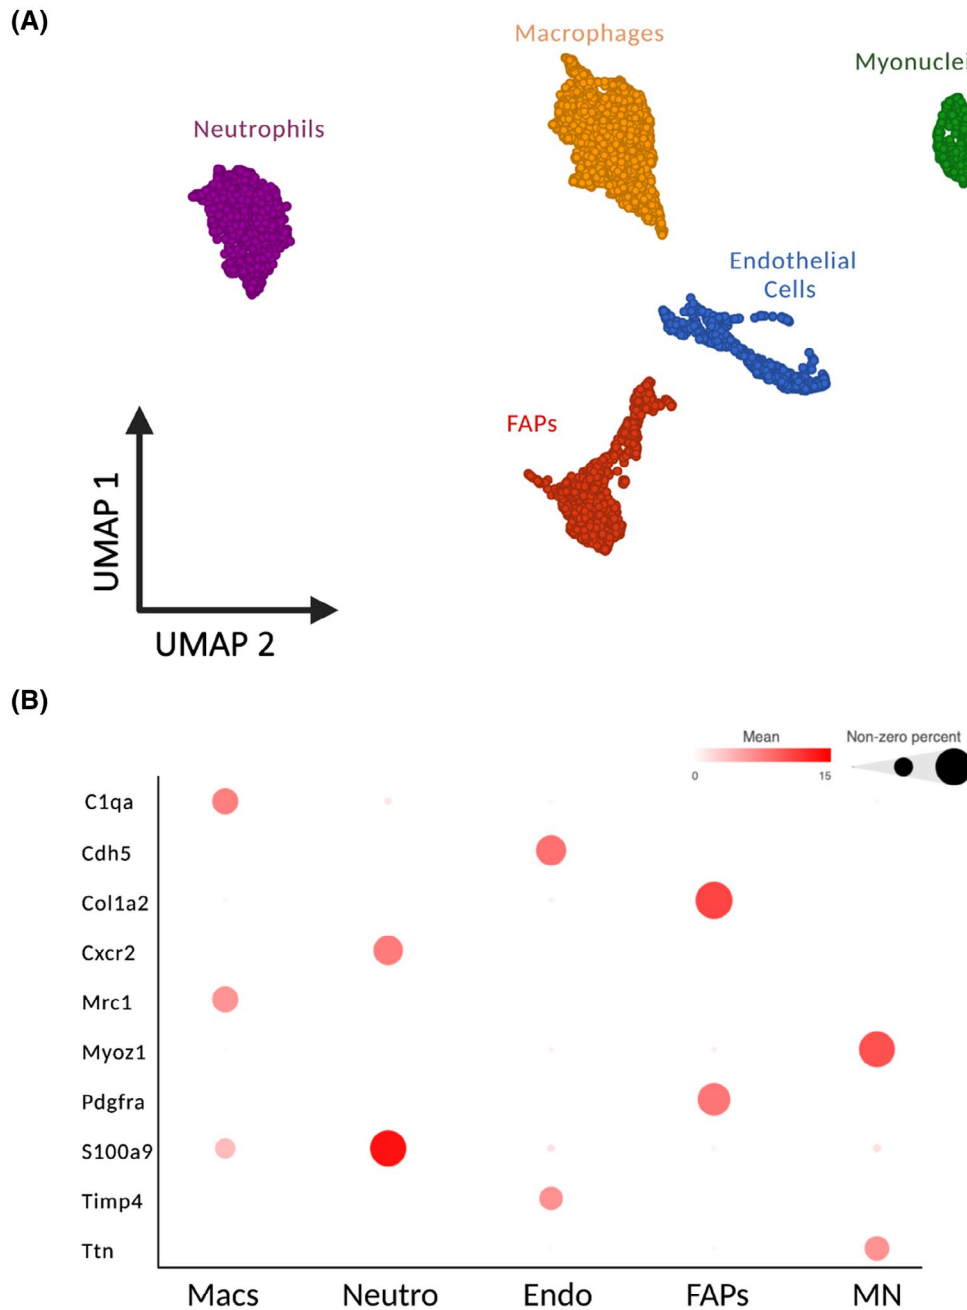 (A)
Macrophages
Myonuclei
Neutrophils
Endothelial
Cells
FAPs
UMAP 1
UMAP 2
(B)
Mean
Non-zero percent
0
15
C1qa
Cdh5
Col1a2
Cxcr2
Mrc1
Myoz1
Pdgfra
S100a9
Timp4
Ttn
Macs
Neutro
Endo
FAPs
MN